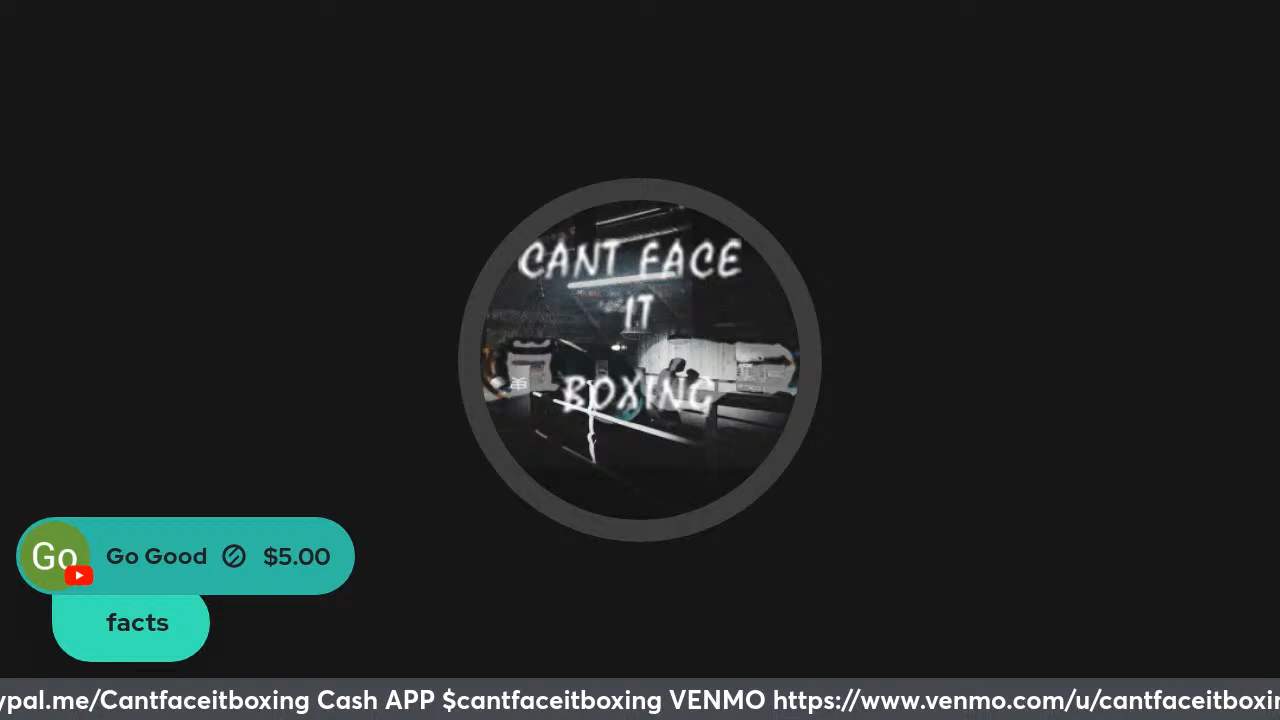 CANT FACE
IT
BOXING
Go
Go Good $5.00
facts
ypal.me/Cantfaceitboxing Cash APP $cantfaceitboxing VENMO https://www.venmo.com/u/cantfaceitboxin